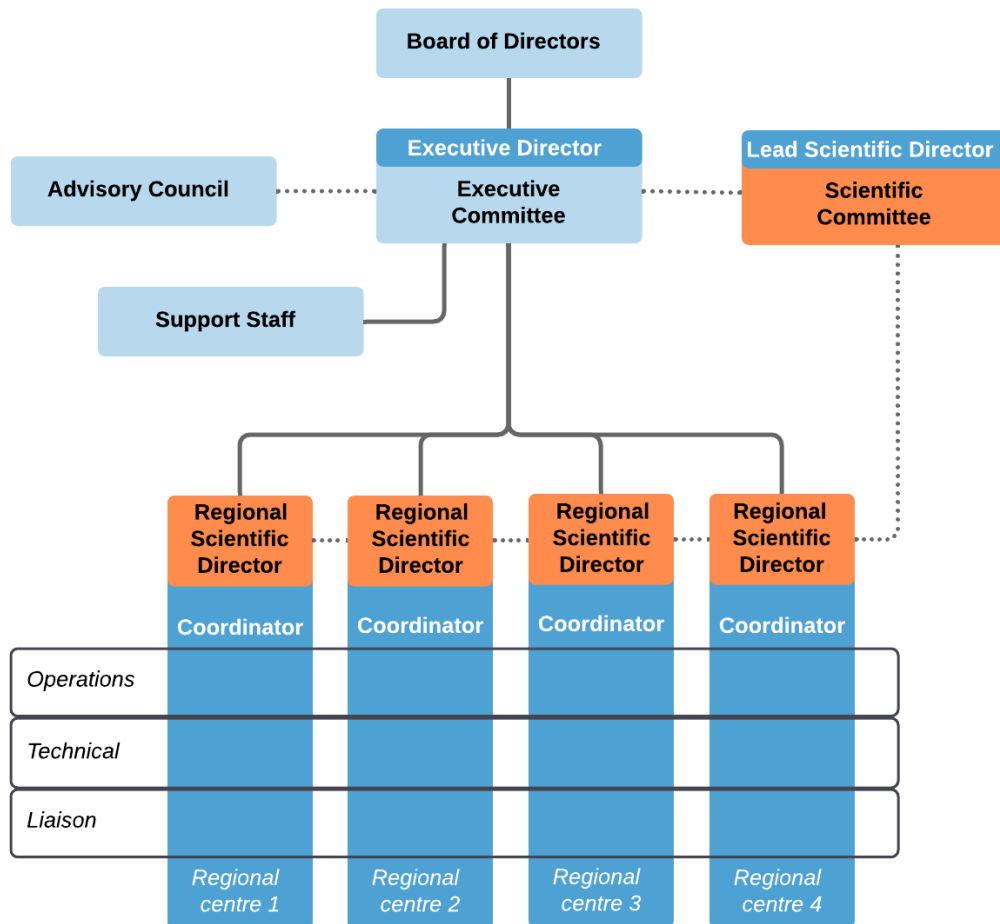 Board of Directors
Executive Director
Executive
Committee
Lead Scientific Director
Scientific
Committee
Advisory Council
Support Staff
Regional
Scientific
Director
Regional
Scientific
Director
Regional
Scientific
Director
Regional
Scientific
Director
Coordinator
Coordinator
Coordinator
Coordinator
Operations
Technical
Liaison
Regional
centre 1
Regional
centre 2
Regional
centre 3
Regional
centre 4